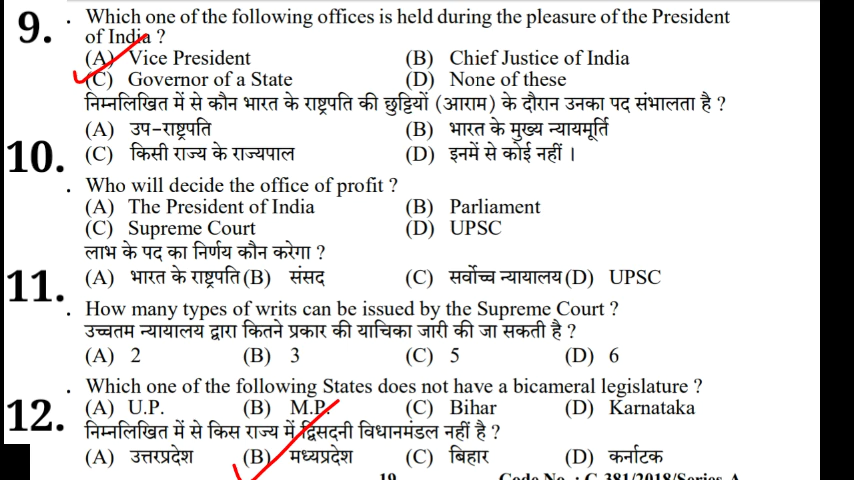 9. . Which one of the following offices is held during the pleasure of the President
of India ?
(A) Vice President (B) Chief Justice of India
(C) Governor of a State (D) None of these
निम्नलिखित में से कौन भारत के राष्ट्रपति की छुट्टियों (आराम) के दौरान उनका पद संभालता है ?
(A) उप-राष्ट्रपति (B) भारत के मुख्य न्यायमूर्ति
10. (C) किसी राज्य के राज्यपाल (D) इनमें से कोई नहीं ।
. Who will decide the office of profit ?
(A) The President of India (B) Parliament
(C) Supreme Court (D) UPSC
लाभ के पद का निर्णय कौन करेगा ?
11. (A) भारत के राष्ट्रपति (B) संसद (C) सर्वोच्च न्यायालय (D) UPSC
. How many types of writs can be issued by the Supreme Court ?
उच्चतम न्यायालय द्वारा कितने प्रकार की याचिका जारी की जा सकती है ?
(A) 2 (B) 3 (C) 5 (D) 6
. Which one of the following States does not have a bicameral legislature ?
12. (A) U.P. (B) M.P. (C) Bihar (D) Karnataka
निम्नलिखित में से किस राज्य में द्विसदनी विधानमंडल नहीं है ?
(A) उत्तरप्रदेश (B) मध्यप्रदेश (C) बिहार (D) कर्नाटक
19 Code No. : C-381/2018/Series-A